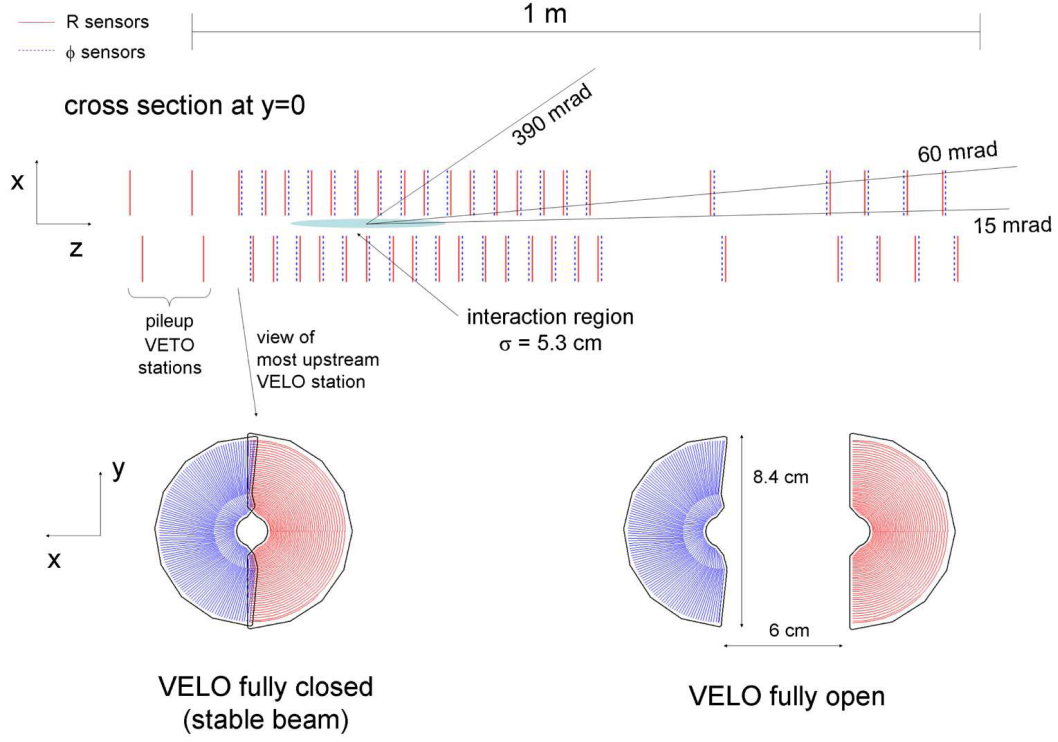 R sensors
1 m
ϕ sensors
cross section at y=0
390 mrad
60 mrad
x
z
15 mrad
pileup
VETO
stations
view of
most upstream
VELO station
interaction region
σ = 5.3 cm
y
x
8.4 cm
6 cm
VELO fully closed
(stable beam)
VELO fully open